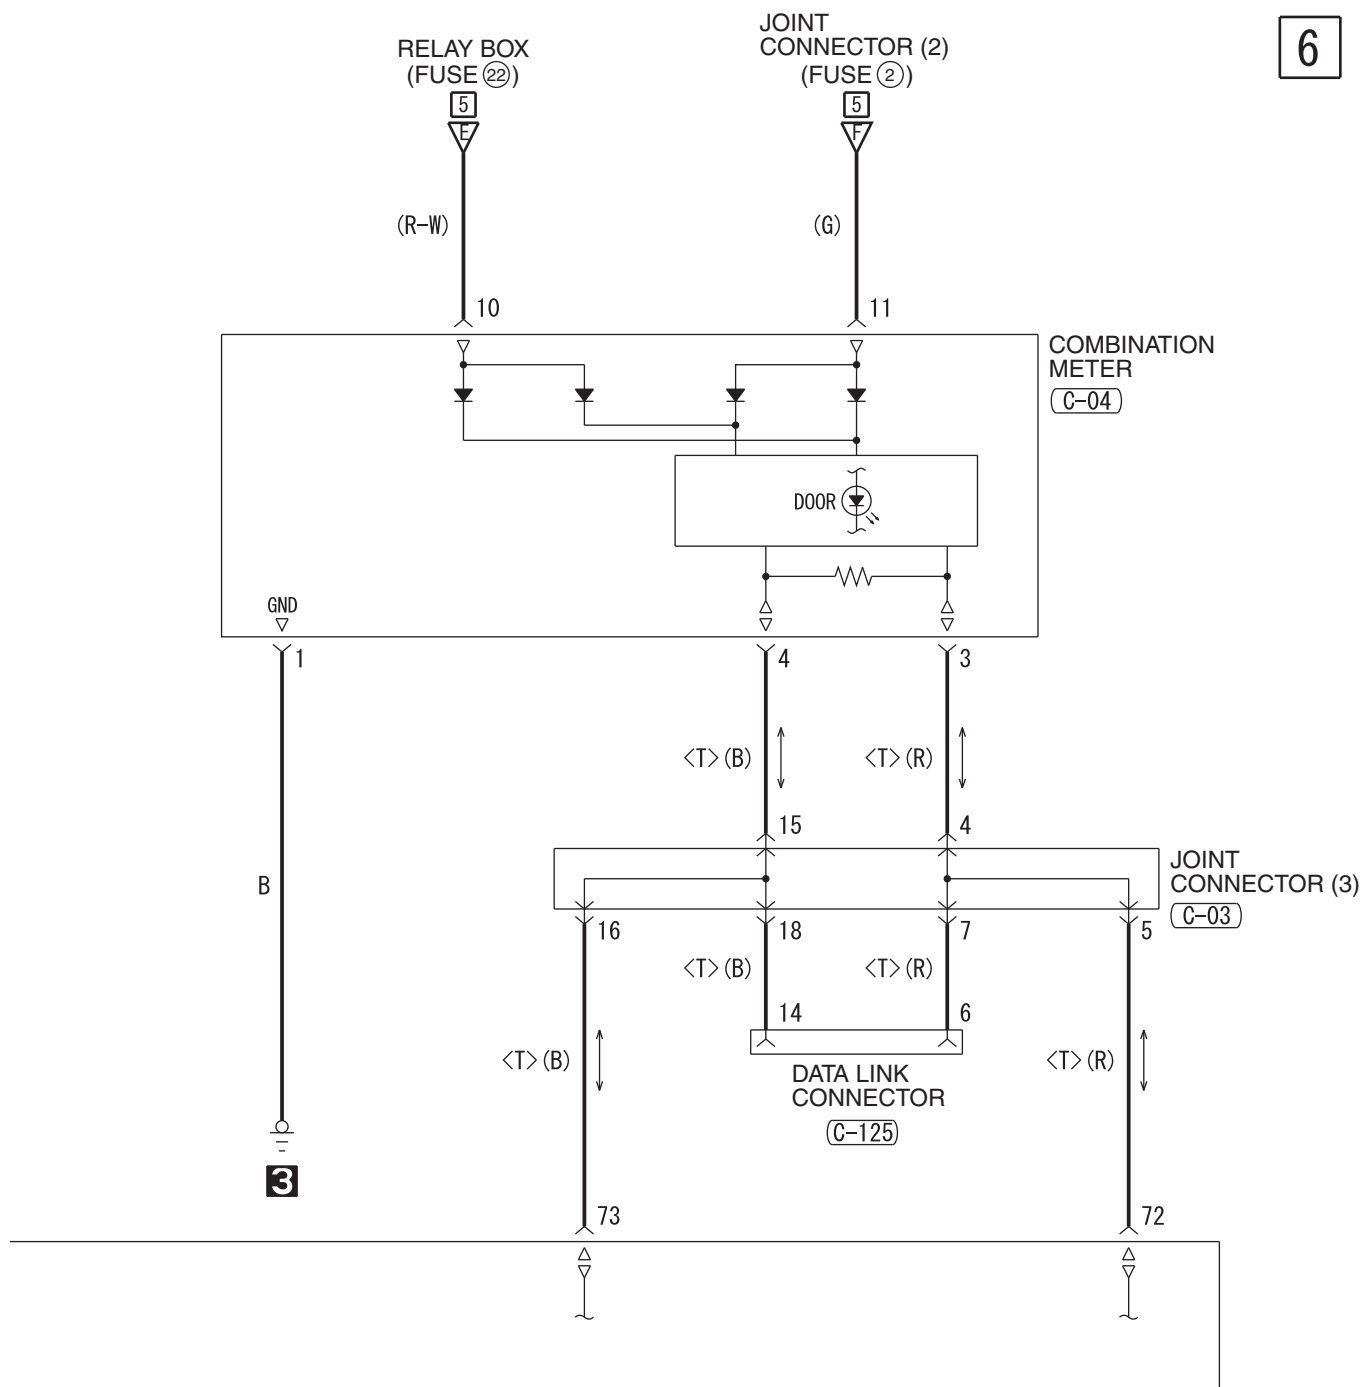 6
RELAY BOX
(FUSE 22)
5
E
JOINT
CONNECTOR (2)
(FUSE 2)
5
F
(R-W)
(G)
10
11
COMBINATION
METER
C-04
DOOR
GND
1
4
3
<T>(B)
<T>(R)
15
4
JOINT
CONNECTOR (3)
C-03
B
16
18
7
5
<T>(B)
<T>(R)
14
6
<T>(B)
<T>(R)
DATA LINK
CONNECTOR
C-125
3
73
72